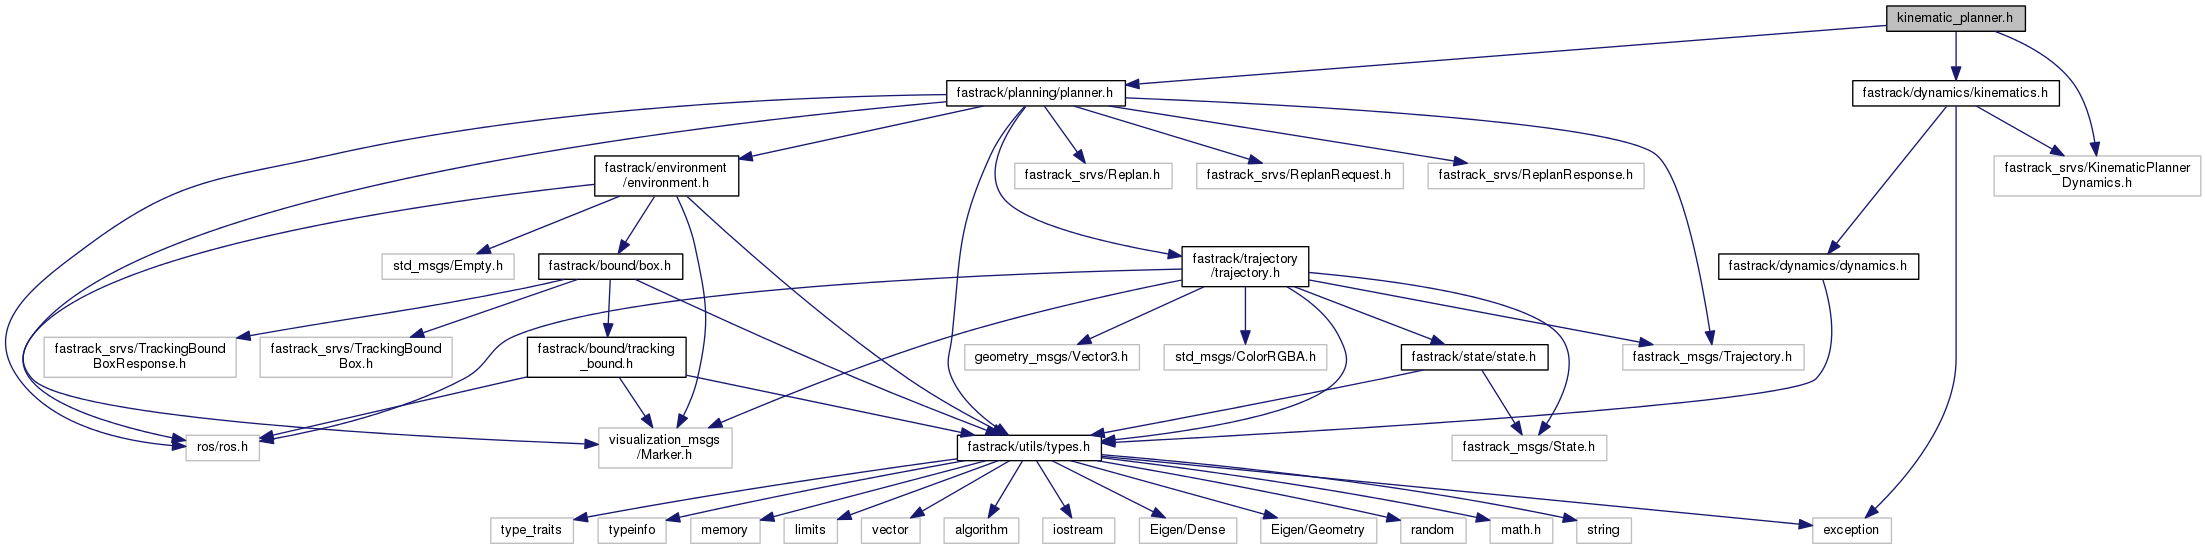 kinematic_planner.h
fastrack/planning/planner.h
fastrack/dynamics/kinematics.h
fastrack/environment
/environment.h
fastrack_srvs/Replan.h
fastrack_srvs/ReplanRequest.h
fastrack_srvs/ReplanResponse.h
fastrack_srvs/KinematicPlanner
Dynamics.h
std_msgs/Empty.h
fastrack/bound/box.h
fastrack/trajectory
/trajectory.h
fastrack/dynamics/dynamics.h
fastrack_srvs/TrackingBound
BoxResponse.h
fastrack_srvs/TrackingBound
Box.h
fastrack/bound/tracking
_bound.h
geometry_msgs/Vector3.h
std_msgs/ColorRGBA.h
fastrack/state/state.h
fastrack_msgs/Trajectory.h
ros/ros.h
visualization_msgs
/Marker.h
fastrack/utils/types.h
fastrack_msgs/State.h
type_traits
typeinfo
memory
limits
vector
algorithm
iostream
Eigen/Dense
Eigen/Geometry
random
math.h
string
exception